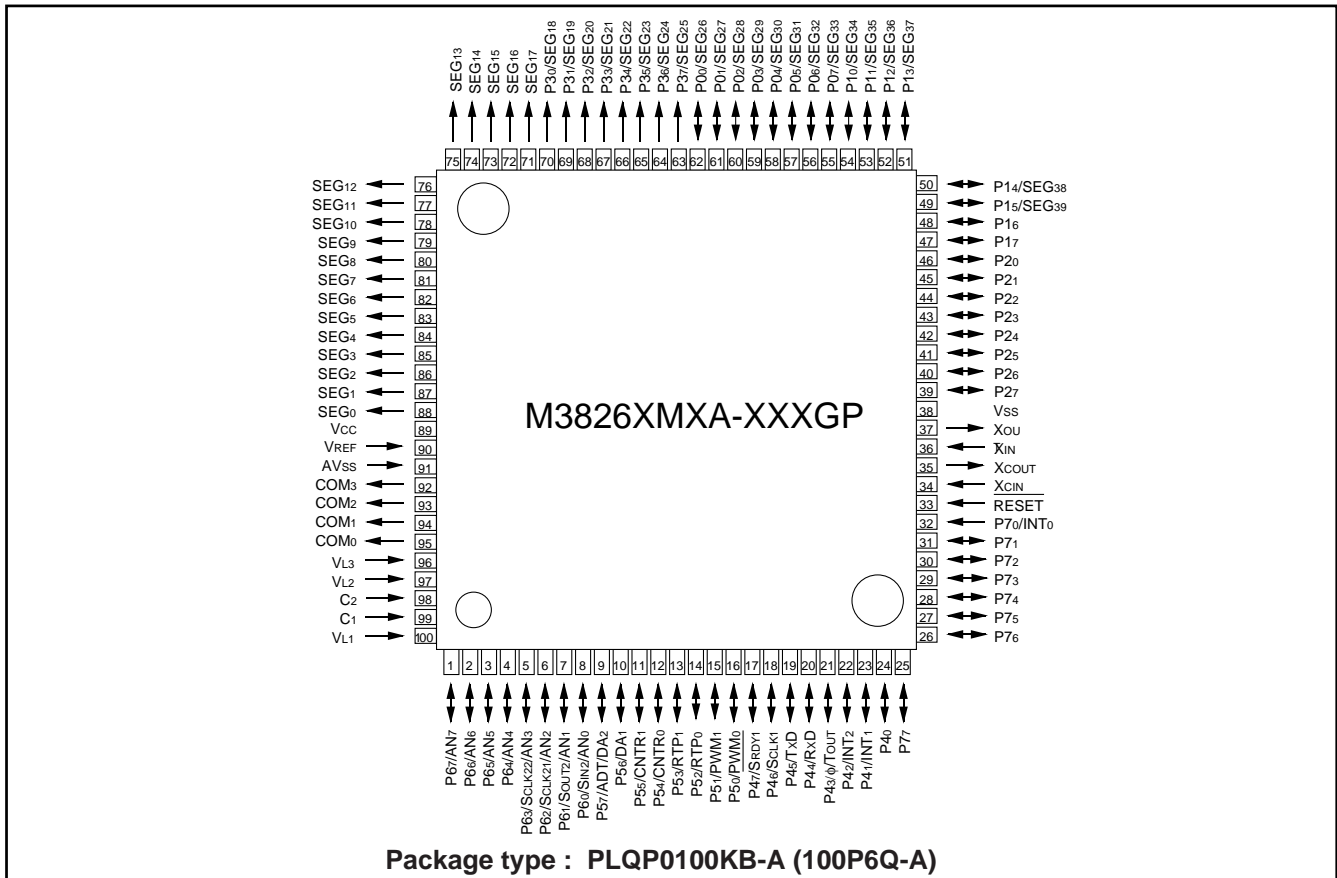 SEG13
SEG14
SEG15
SEG16
SEG17
P30/SEG18
P31/SEG19
P32/SEG20
P33/SEG21
P34/SEG22
P35/SEG23
P36/SEG24
P37/SEG25
P00/SEG26
P01/SEG27
P02/SEG28
P03/SEG29
P04/SEG30
P05/SEG31
P06/SEG32
P07/SEG33
P10/SEG34
P11/SEG35
P12/SEG36
P13/SEG37
75 74 73 72 71 70 69 68 67 66 65 64 63 62 61 60 59 58 57 56 55 54 53 52 51
SEG12 76
SEG11 77
SEG10 78
SEG9 79
SEG8 80
SEG7 81
SEG6 82
SEG5 83
SEG4 84
SEG3 85
SEG2 86
SEG1 87
SEG0 88
VCC 89
VREF 90
AVSS 91
COM3 92
COM2 93
COM1 94
COM0 95
VL3 96
VL2 97
C2 98
C1 99
VL1 100
M3826XMXA-XXXGP
50 P14/SEG38
49 P15/SEG39
48 P16
47 P17
46 P20
45 P21
44 P22
43 P23
42 P24
41 P25
40 P26
39 P27
38 VSS
37 XOU
36 XIN
35 XCOUT
34 XCIN
33 RESET
32 P70/INT0
31 P71
30 P72
29 P73
28 P74
27 P75
26 P76
1 2 3 4 5 6 7 8 9 10 11 12 13 14 15 16 17 18 19 20 21 22 23 24 25
P67/AN7
P66/AN6
P65/AN5
P64/AN4
P63/SCLK22/AN3
P62/SCLK21/AN2
P61/SOUT2/AN1
P60/SIN2/AN0
P57/ADT/DA2
P56/DA1
P55/CNTR1
P54/CNTR0
P53/RTP1
P52/RTP0
P51/PWM1
P50/PWM0
P47/SRDY1
P46/SCLK1
P45/TXD
P44/RXD
P43/φ/TOUT
P42/INT2
P41/INT1
P40
P77
Package type : PLQP0100KB-A (100P6Q-A)